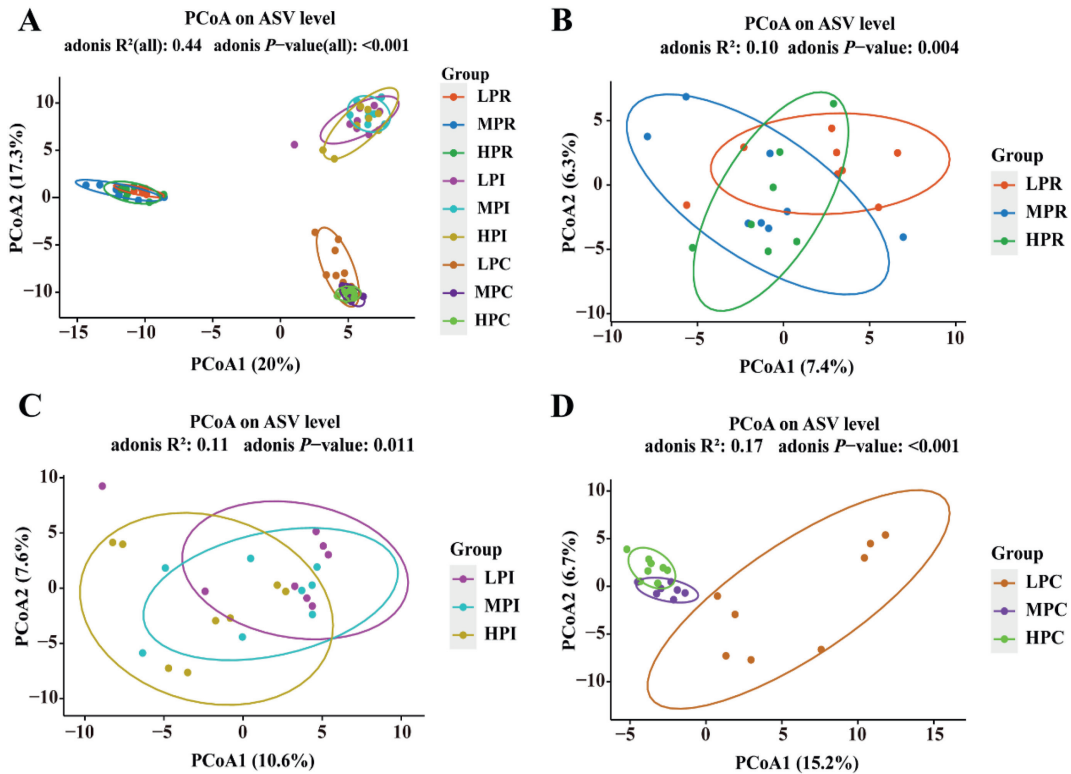 A
PCoA on ASV level
adonis R²(all): 0.44 adonis P−value(all): <0.001
PCoA2 (17.3%)
10
5
0
−5
−10
−15
−10
−5
0
5
PCoA1 (20%)
Group
LPR
MPR
HPR
LPI
MPI
HPI
LPC
MPC
HPC
B
PCoA on ASV level
adonis R²: 0.10 adonis P−value: 0.004
PCoA2 (6.3%)
5
0
−5
−10
−10
−5
0
5
10
PCoA1 (7.4%)
Group
LPR
MPR
HPR
C
PCoA on ASV level
adonis R²: 0.11 adonis P−value: 0.011
PCoA2 (7.6%)
10
5
0
−5
−10
−10
−5
0
5
10
PCoA1 (10.6%)
Group
LPI
MPI
HPI
D
PCoA on ASV level
adonis R²: 0.17 adonis P−value: <0.001
PCoA2 (6.7%)
10
5
0
−5
−10
−5
0
5
10
15
PCoA1 (15.2%)
Group
LPC
MPC
HPC